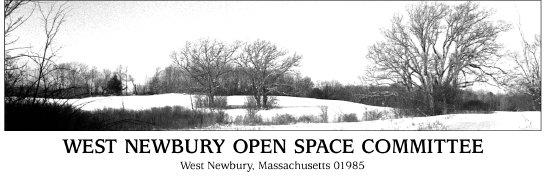 WEST NEWBURY OPEN SPACE COMMITTEE
West Newbury, Massachusetts 01985